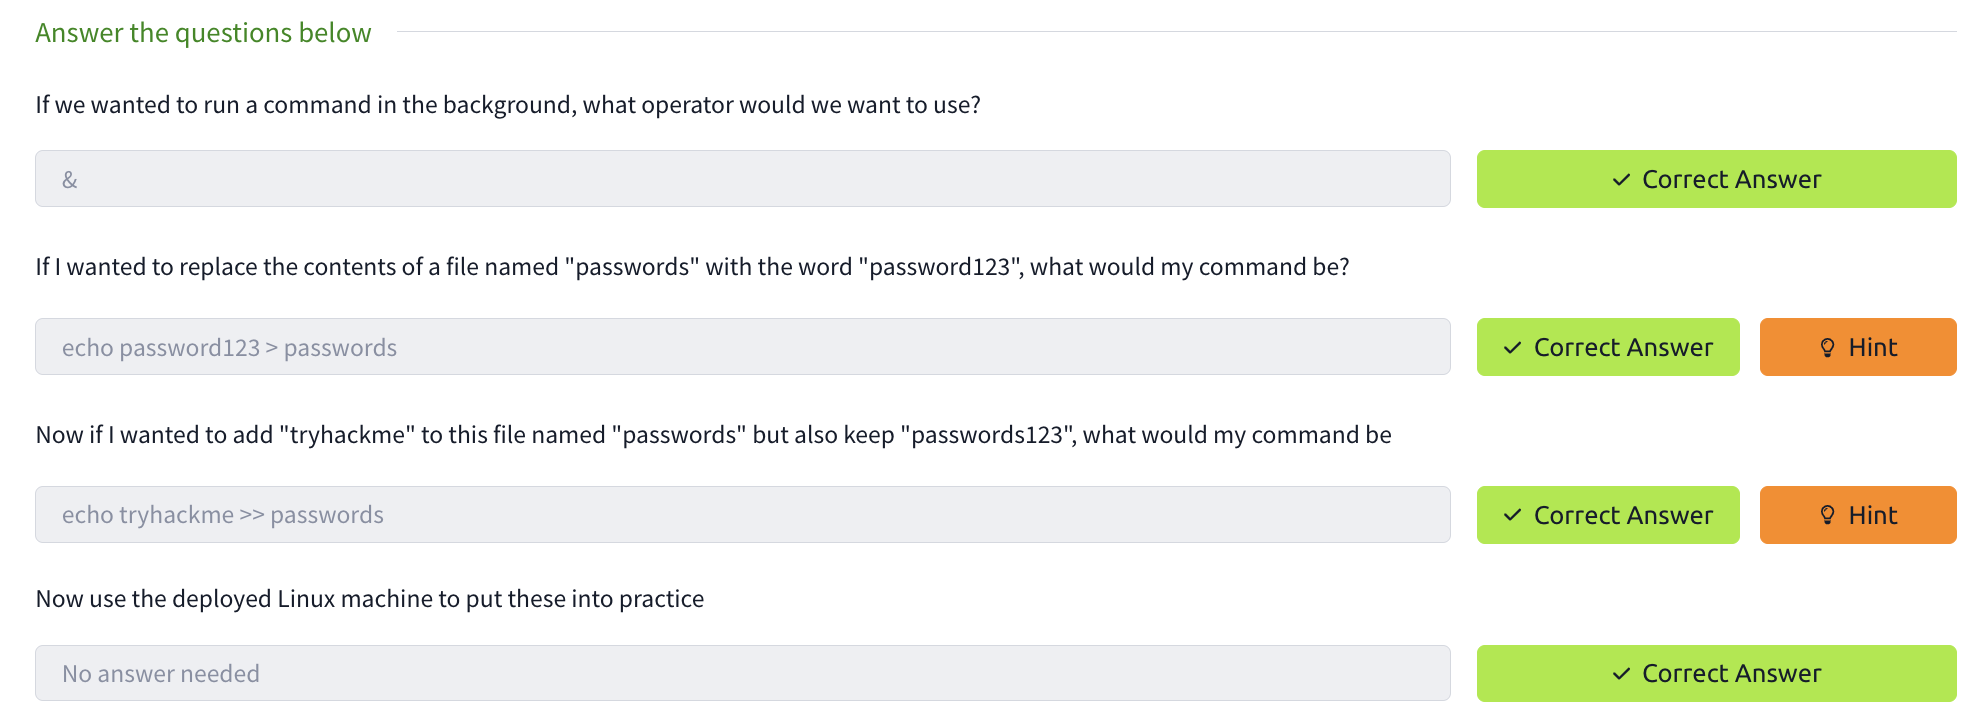 Answer the questions below
If we wanted to run a command in the background, what operator would we want to use?
&
✓ Correct Answer
If I wanted to replace the contents of a file named "passwords" with the word "password123", what would my command be?
echo password123 > passwords
✓ Correct Answer
Hint
Now if I wanted to add "tryhackme" to this file named "passwords" but also keep "passwords123", what would my command be
echo tryhackme >> passwords
✓ Correct Answer
Hint
Now use the deployed Linux machine to put these into practice
No answer needed
✓ Correct Answer